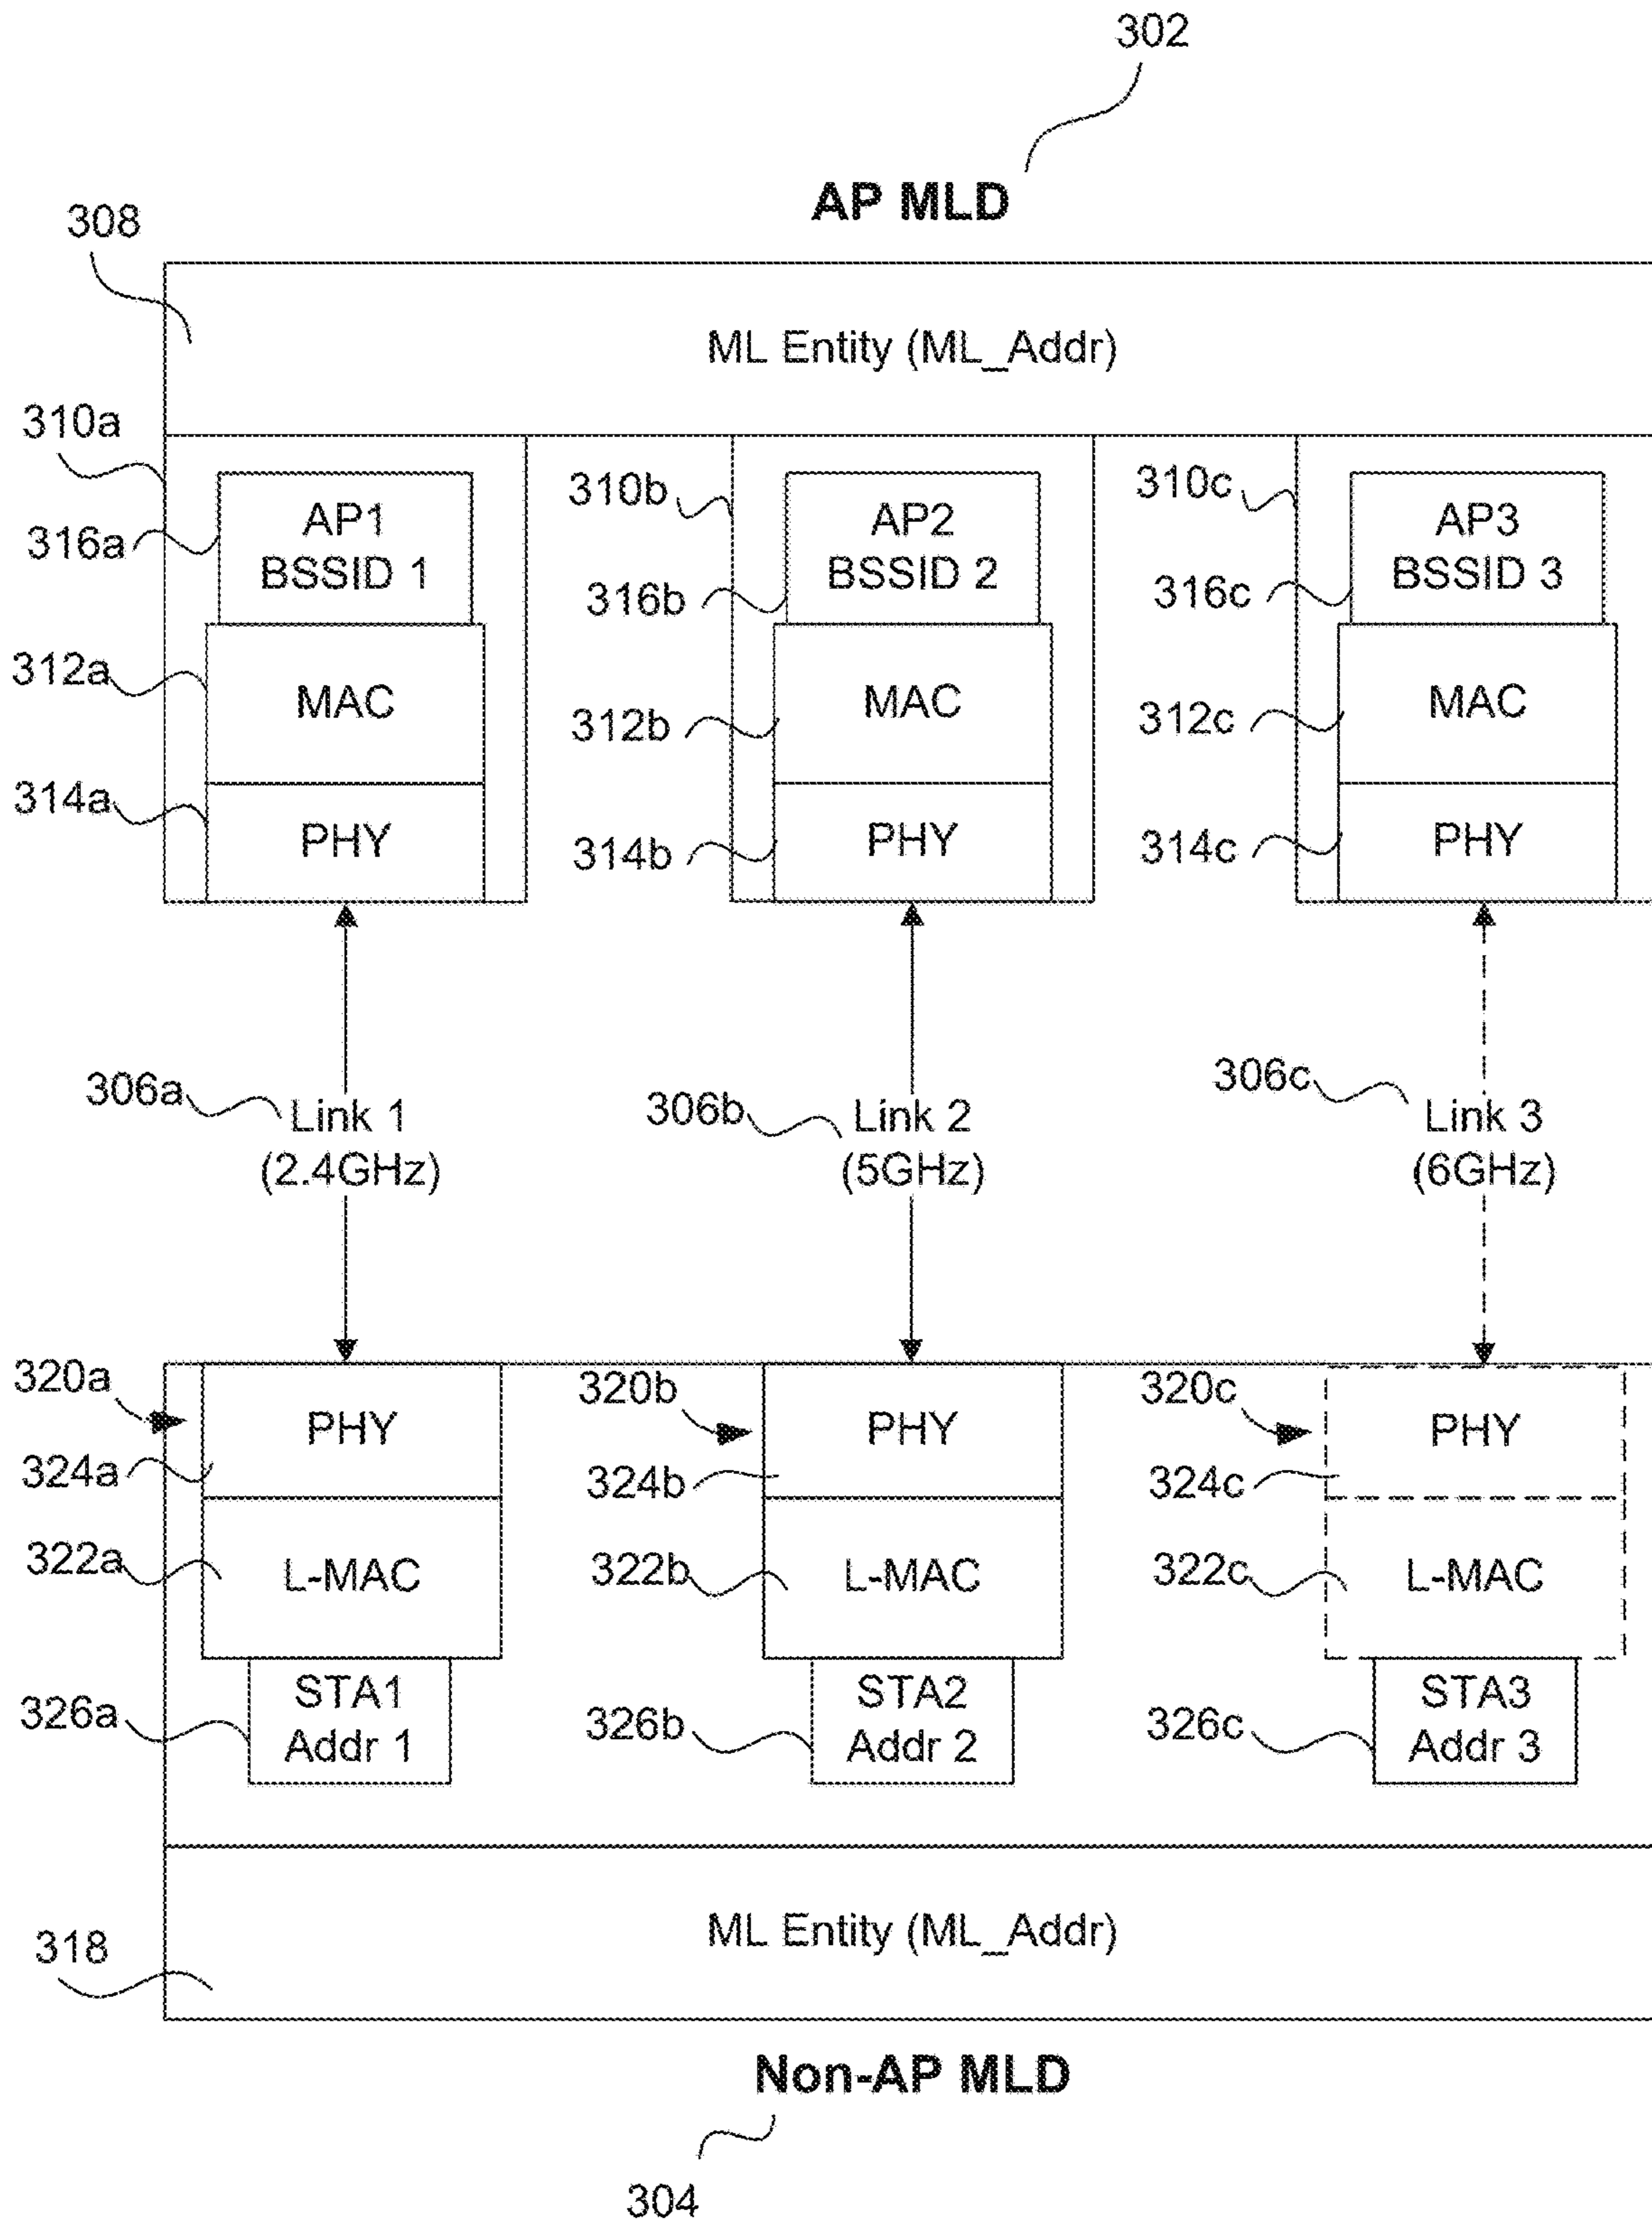 302
AP MLD
308
ML Entity (ML_Addr)
310a
310b
310c
AP1
BSSID 1
AP2
BSSID 2
AP3
BSSID 3
316a
316b
316c
312a
MAC
312b
MAC
312c
MAC
314a
PHY
314b
PHY
314c
PHY
306a
Link 1
(2.4GHz)
306b
Link 2
(5GHz)
306c
Link 3
(6GHz)
320a
PHY
320b
PHY
320c
PHY
324a
324b
324c
322a
L-MAC
322b
L-MAC
322c
L-MAC
326a
STA1
Addr 1
326b
STA2
Addr 2
326c
STA3
Addr 3
ML Entity (ML_Addr)
318
Non-AP MLD
304